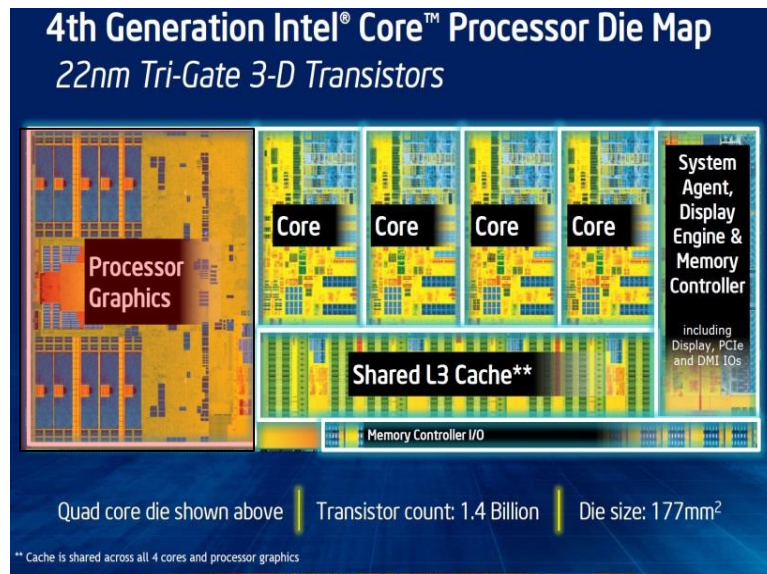 4th Generation Intel® Core™ Processor Die Map
22nm Tri-Gate 3-D Transistors
Processor
Graphics
Core
Core
Core
Core
System
Agent,
Display
Engine &
Memory
Controller
including
Display, PCIe
and DMI IOs
Shared L3 Cache**
Memory Controller I/O
Quad core die shown above
Transistor count: 1.4 Billion
Die size: 177mm²
** Cache is shared across all 4 cores and processor graphics